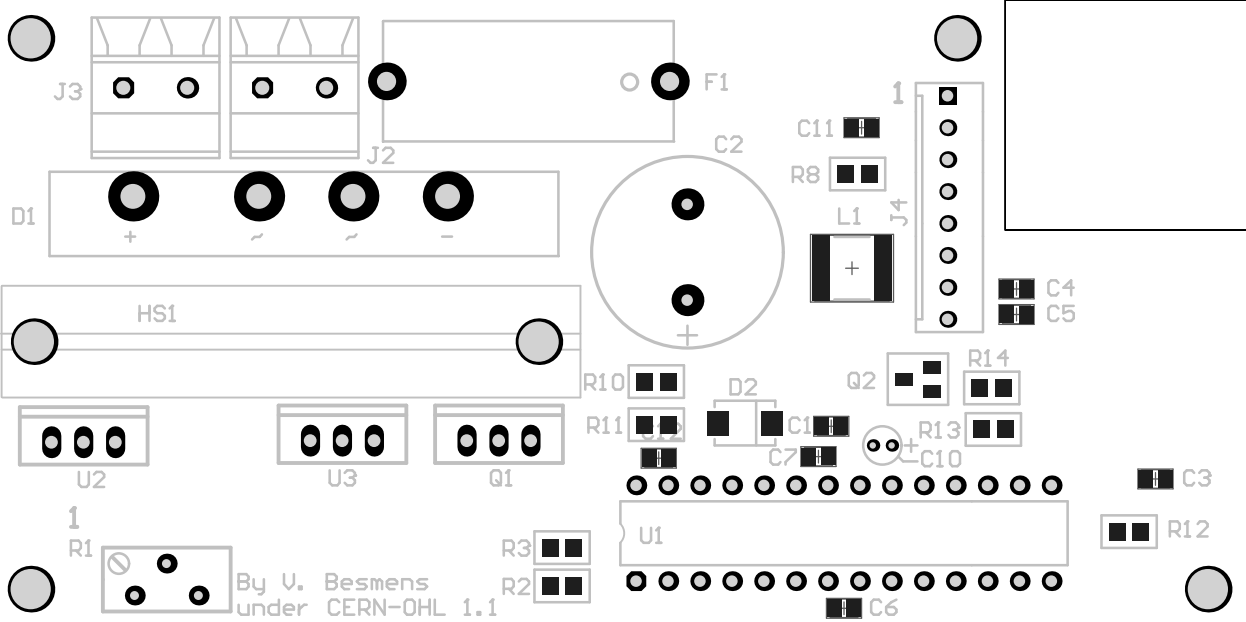 J3
F1
1
C11
C2
J2
R8
D1
+
~
~
-
L1
J4
+
C4
C5
HS1
+
R14
R10
D2
Q2
R11
C1
R13
+
C12
C7
C10
U2
U3
Q1
C3
1
R1
R3
U1
R12
By V. Besmens
R2
under CERN-OHL 1.1
C6